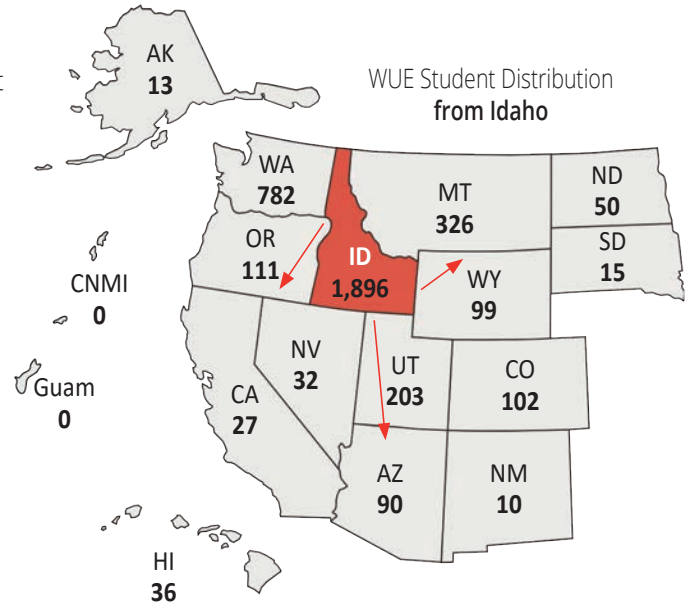 AK
13
t
WUE Student Distribution
from Idaho
WA
782
MT
326
ND
50
OR
111
ID
1,896
SD
15
WY
99
CNMI
0
NV
32
UT
203
CO
102
Guam
0
CA
27
AZ
90
NM
10
HI
36